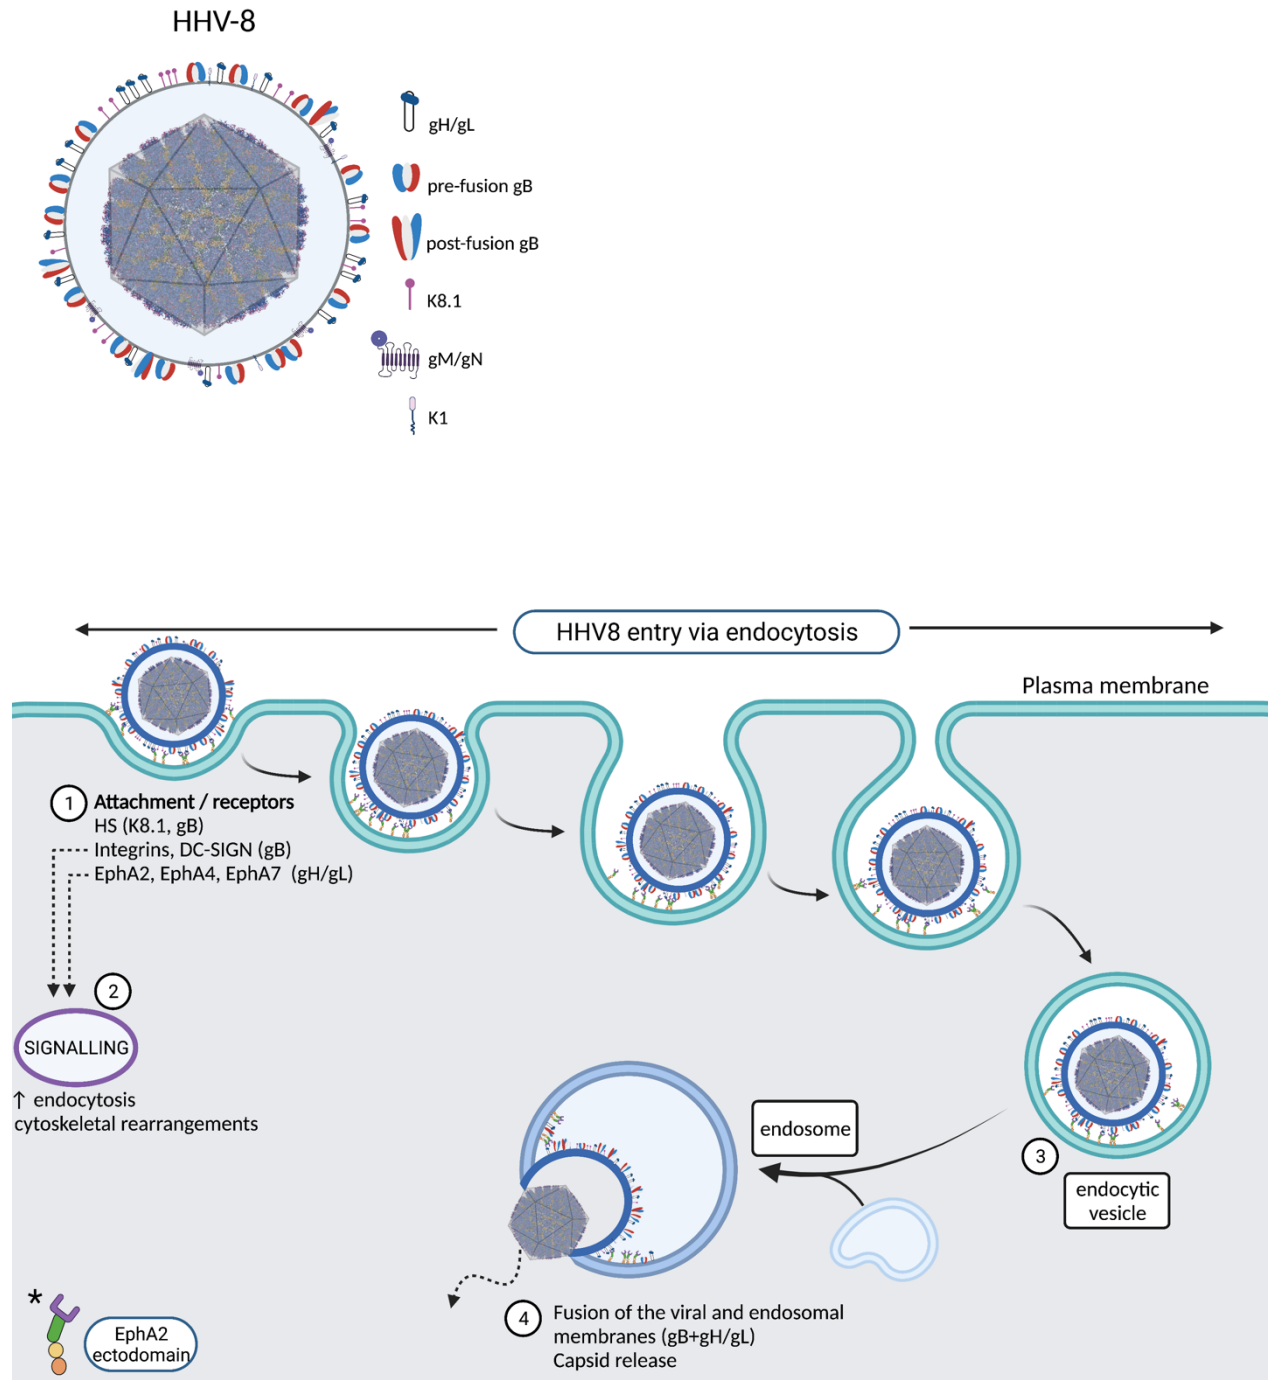 HHV-8
gH/gL
pre-fusion gB
post-fusion gB
K8.1
gM/gN
K1
HHV8 entry via endocytosis
Plasma membrane
1 Attachment / receptors
HS (K8.1, gB)
Integrins, DC-SIGN (gB)
EphA2, EphA4, EphA7 (gH/gL)
2
SIGNALLING
↑ endocytosis
cytoskeletal rearrangements
endosome
3
endocytic
vesicle
4 Fusion of the viral and endosomal
membranes (gB+gH/gL)
Capsid release
*
EphA2
ectodomain